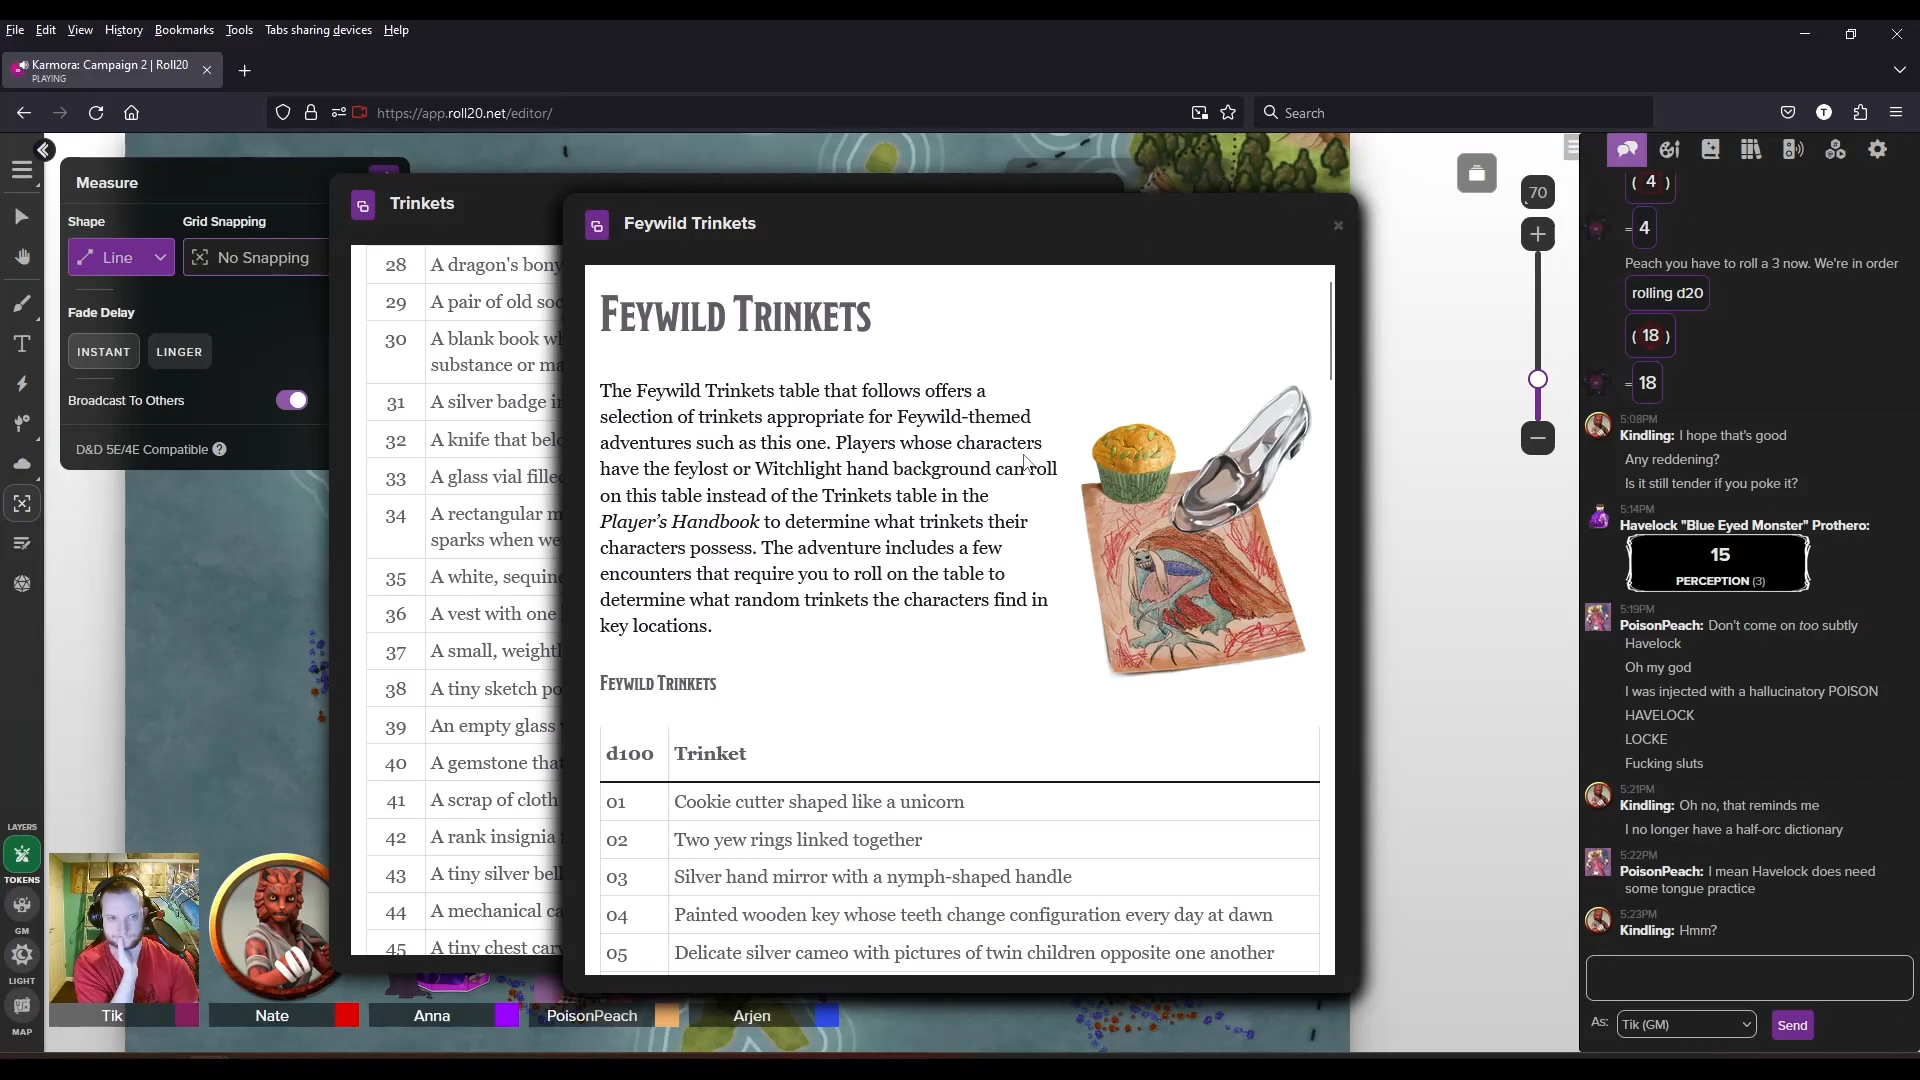 File Edit View History Bookmarks Tools Tabs sharing devices Help
Karmora: Campaign 2 | Roll20
PLAYING
https://app.roll20.net/editor/
Search
Measure
Shape
Grid Snapping
Line
No Snapping
Fade Delay
INSTANT
LINGER
Broadcast To Others
D&D 5E/4E Compatible
Trinkets
28 A dragon's bony
29 A pair of old
30 A blank book
substance or
31 A silver badge
32 A knife that
33 A glass vial
34 A rectangular
sparks when
35 A white,
36 A vest with one
37 A small,
38 A tiny sketch
39 An empty glass
40 A gemstone
41 A scrap of cloth
42 A rank insignia
43 A tiny silver
44 A mechanical
45 A tiny chest
Feywild Trinkets
FEYWILD TRINKETS
The Feywild Trinkets table that follows offers a
selection of trinkets appropriate for Feywild-themed
adventures such as this one. Players whose characters
have the feylost or Witchlight hand background can roll
on this table instead of the Trinkets table in the
Player's Handbook to determine what trinkets their
characters possess. The adventure includes a few
encounters that require you to roll on the table to
determine what random trinkets the characters find in
key locations.
FEYWILD TRINKETS
d100 Trinket
01 Cookie cutter shaped like a unicorn
02 Two yew rings linked together
03 Silver hand mirror with a nymph-shaped handle
04 Painted wooden key whose teeth change configuration every day at dawn
05 Delicate silver cameo with pictures of twin children opposite one another
70
LAYERS
TOKENS
GM
LIGHT
MAP
Tik
Nate
Anna
PoisonPeach
Arjen
( 4 )
= 4
Peach you have to roll a 3 now. We're in order
rolling d20
( 18 )
= 18
5:08PM
Kindling: I hope that's good
Any reddening?
Is it still tender if you poke it?
5:14PM
Havelock "Blue Eyed Monster" Prothero:
15
PERCEPTION (3)
5:19PM
PoisonPeach: Don't come on too subtly
Havelock
Oh my god
I was injected with a hallucinatory POISON
HAVELOCK
LOCKE
Fucking sluts
5:21PM
Kindling: Oh no, that reminds me
I no longer have a half-orc dictionary
5:22PM
PoisonPeach: I mean Havelock does need
some tongue practice
5:23PM
Kindling: Hmm?
As: Tik (GM) Send